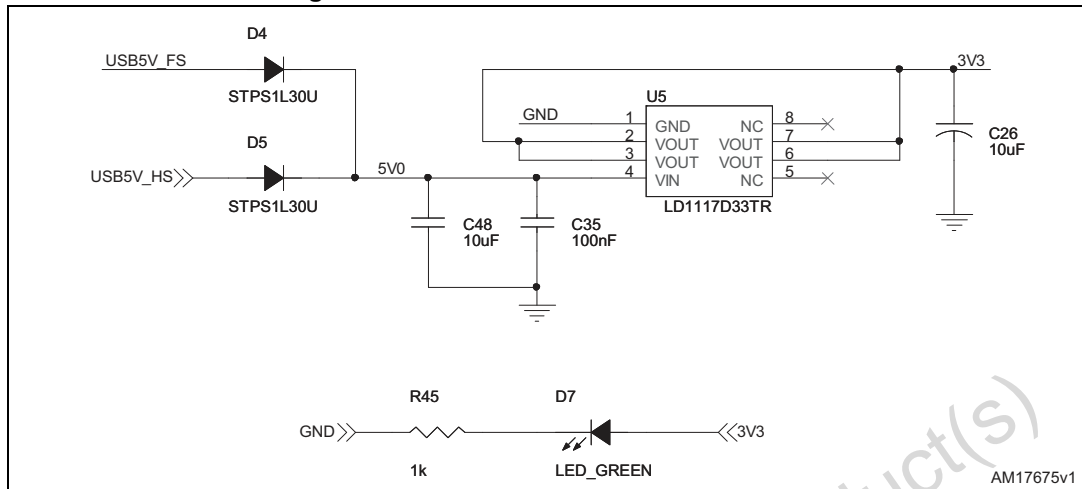 D4
USB5V_FS
STPS1L30U
D5
USB5V_HS
STPS1L30U
5V0
C48
10uF
C35
100nF
U5
GND
1 GND NC 8
2 VOUT VOUT 7
3 VOUT VOUT 6
4 VIN NC 5
LD1117D33TR
3V3
C26
10uF
R45
D7
GND
3V3
1k
LED_GREEN
AM17675v1